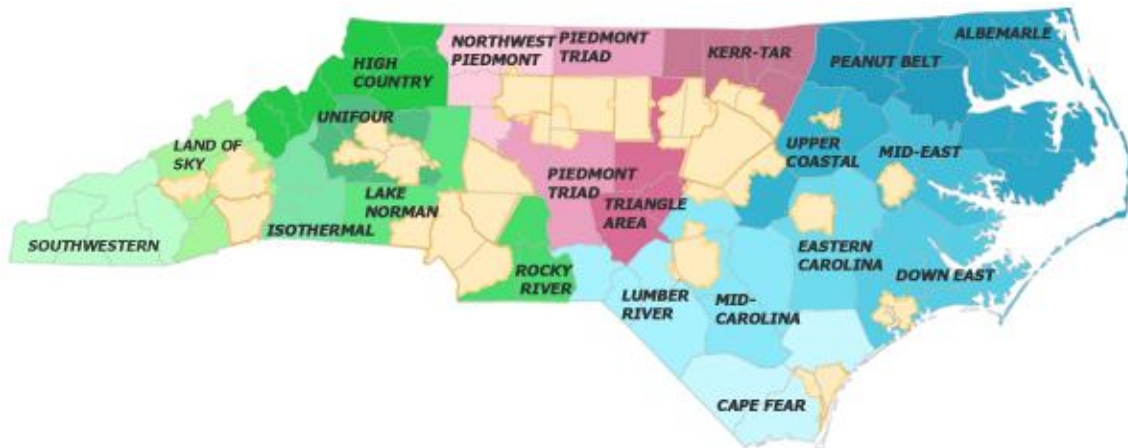 ALBEMARLE
NORTHWEST
PIEDMONT
PIEDMONT
TRIAD
KERR-TAR
PEANUT BELT
HIGH
COUNTRY
UNIFOUR
LAND OF
SKY
UPPER
COASTAL
MID-EAST
PIEDMONT
TRIAD
LAKE
NORMAN
TRIANGLE
AREA
ISOTHERMAL
SOUTHWESTERN
EASTERN
CAROLINA
DOWN EAST
ROCKY
RIVER
LUMBER
RIVER
MID-
CAROLINA
CAPE FEAR